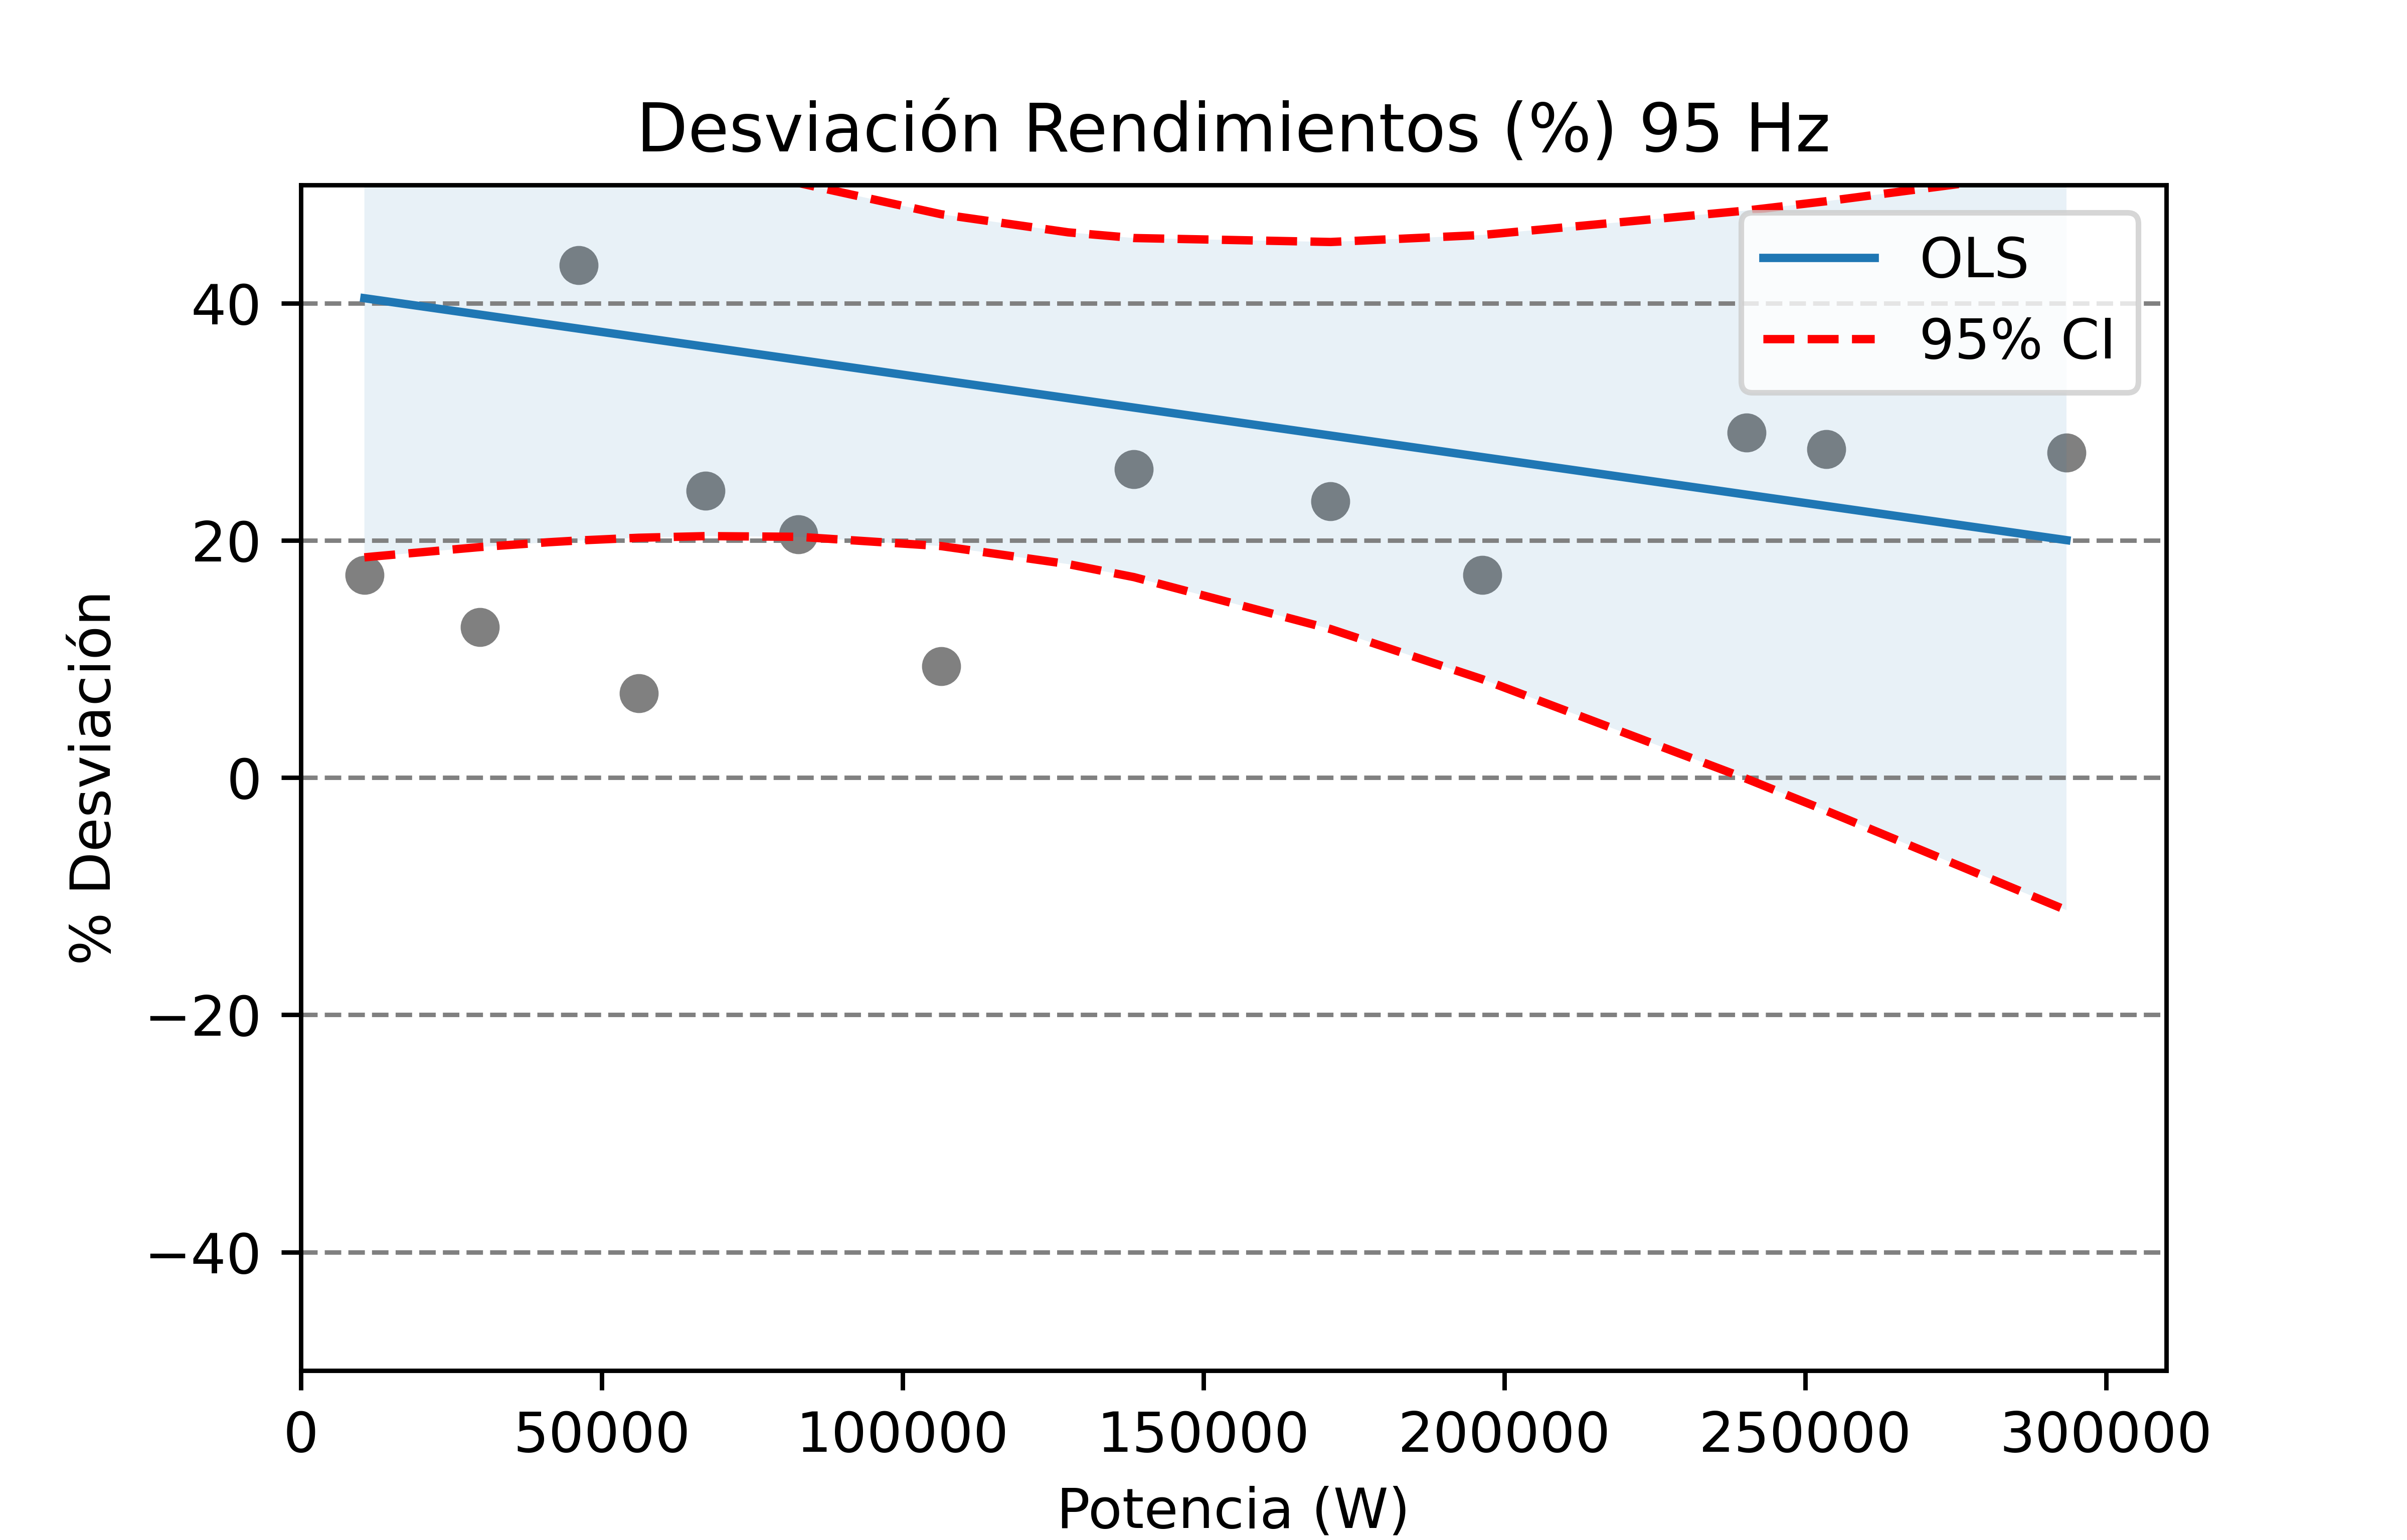 Desviación Rendimientos (%) 95 Hz
OLS
95% CI
% Desviación
40
20
0
−20
−40
0 50000 100000 150000 200000 250000 300000
Potencia (W)